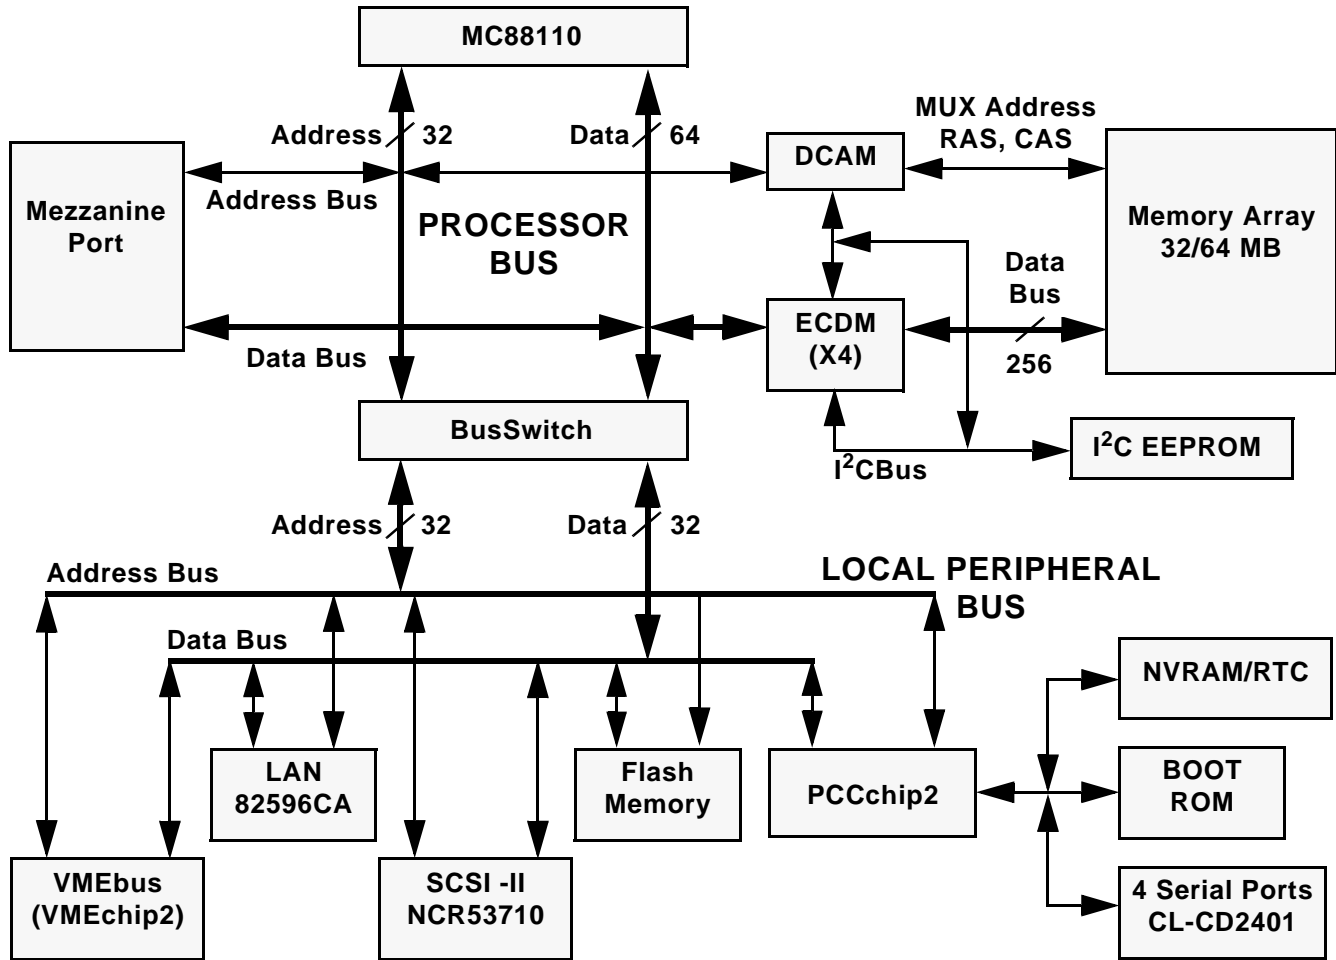 MC88110
Address 32
Data 64
MUX Address
RAS, CAS
Mezzanine
Port
Address Bus
PROCESSOR
BUS
DCAM
Memory Array
32/64 MB
Data
Bus
256
Data Bus
ECDM
(X4)
BusSwitch
I²CBus
I²C EEPROM
Address 32
Data 32
Address Bus
LOCAL PERIPHERAL
BUS
Data Bus
NVRAM/RTC
LAN
82596CA
Flash
Memory
PCCchip2
BOOT
ROM
VMEbus
(VMEchip2)
SCSI -II
NCR53710
4 Serial Ports
CL-CD2401